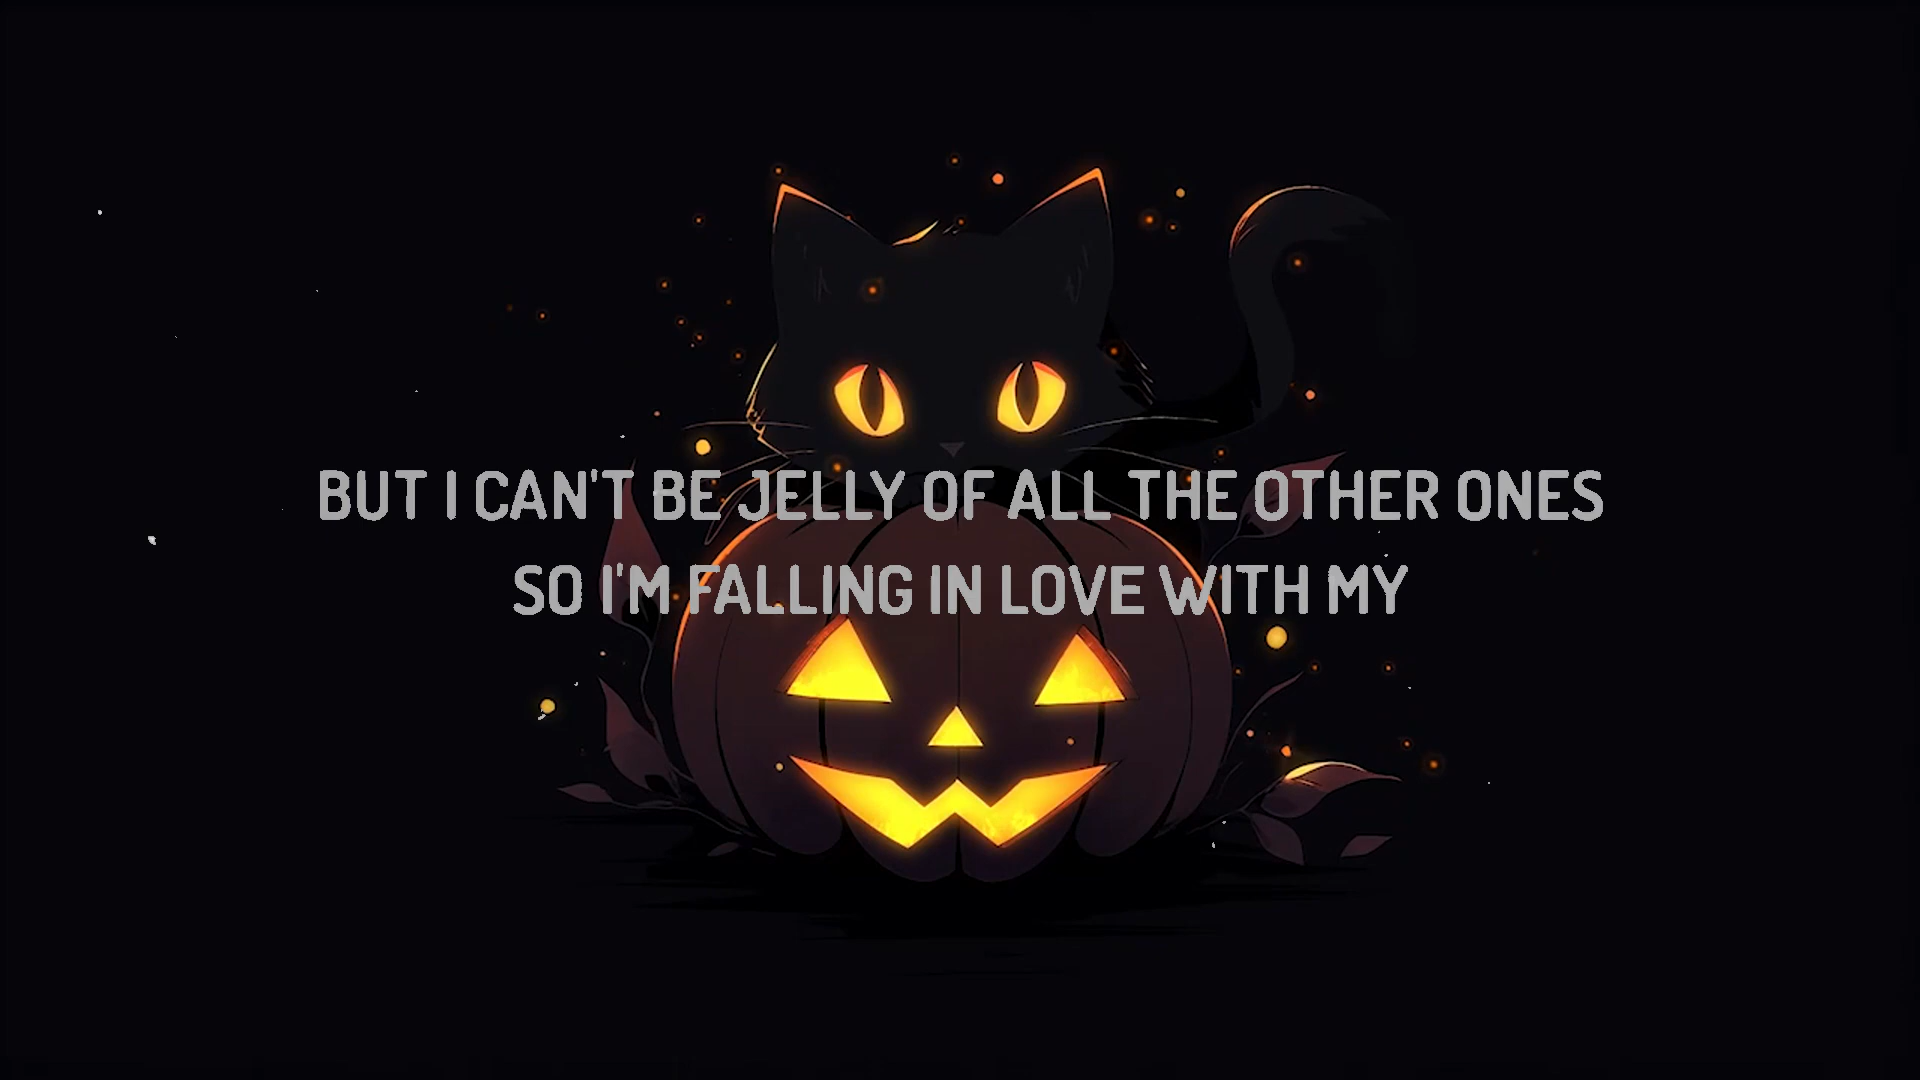 BUT I CAN'T BE JELLY OF ALL THE OTHER ONES
SO I'M FALLING IN LOVE WITH MY